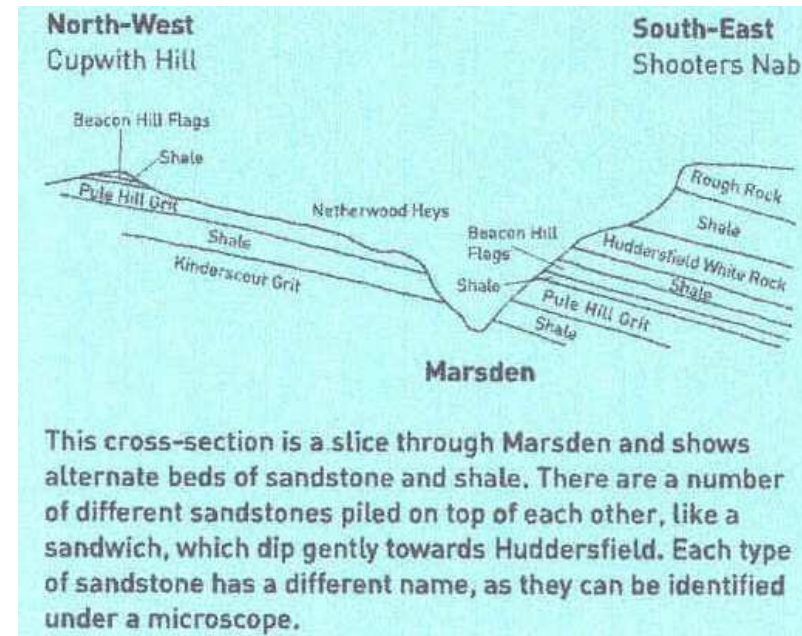 North-West
Cupwith Hill
South-East
Shooters Nab
Beacon Hill Flags
Shale
Pule Hill Grit
Shale
Kinderscout Grit
Netherwood Heys
Beacon Hill
Flags
Shale
Rough Rock
Shale
Huddersfield White Rock
Shale
Pule Hill Grit
Shale
Marsden
This cross-section is a slice through Marsden and shows
alternate beds of sandstone and shale. There are a number
of different sandstones piled on top of each other, like a
sandwich, which dip gently towards Huddersfield. Each type
of sandstone has a different name, as they can be identified
under a microscope.